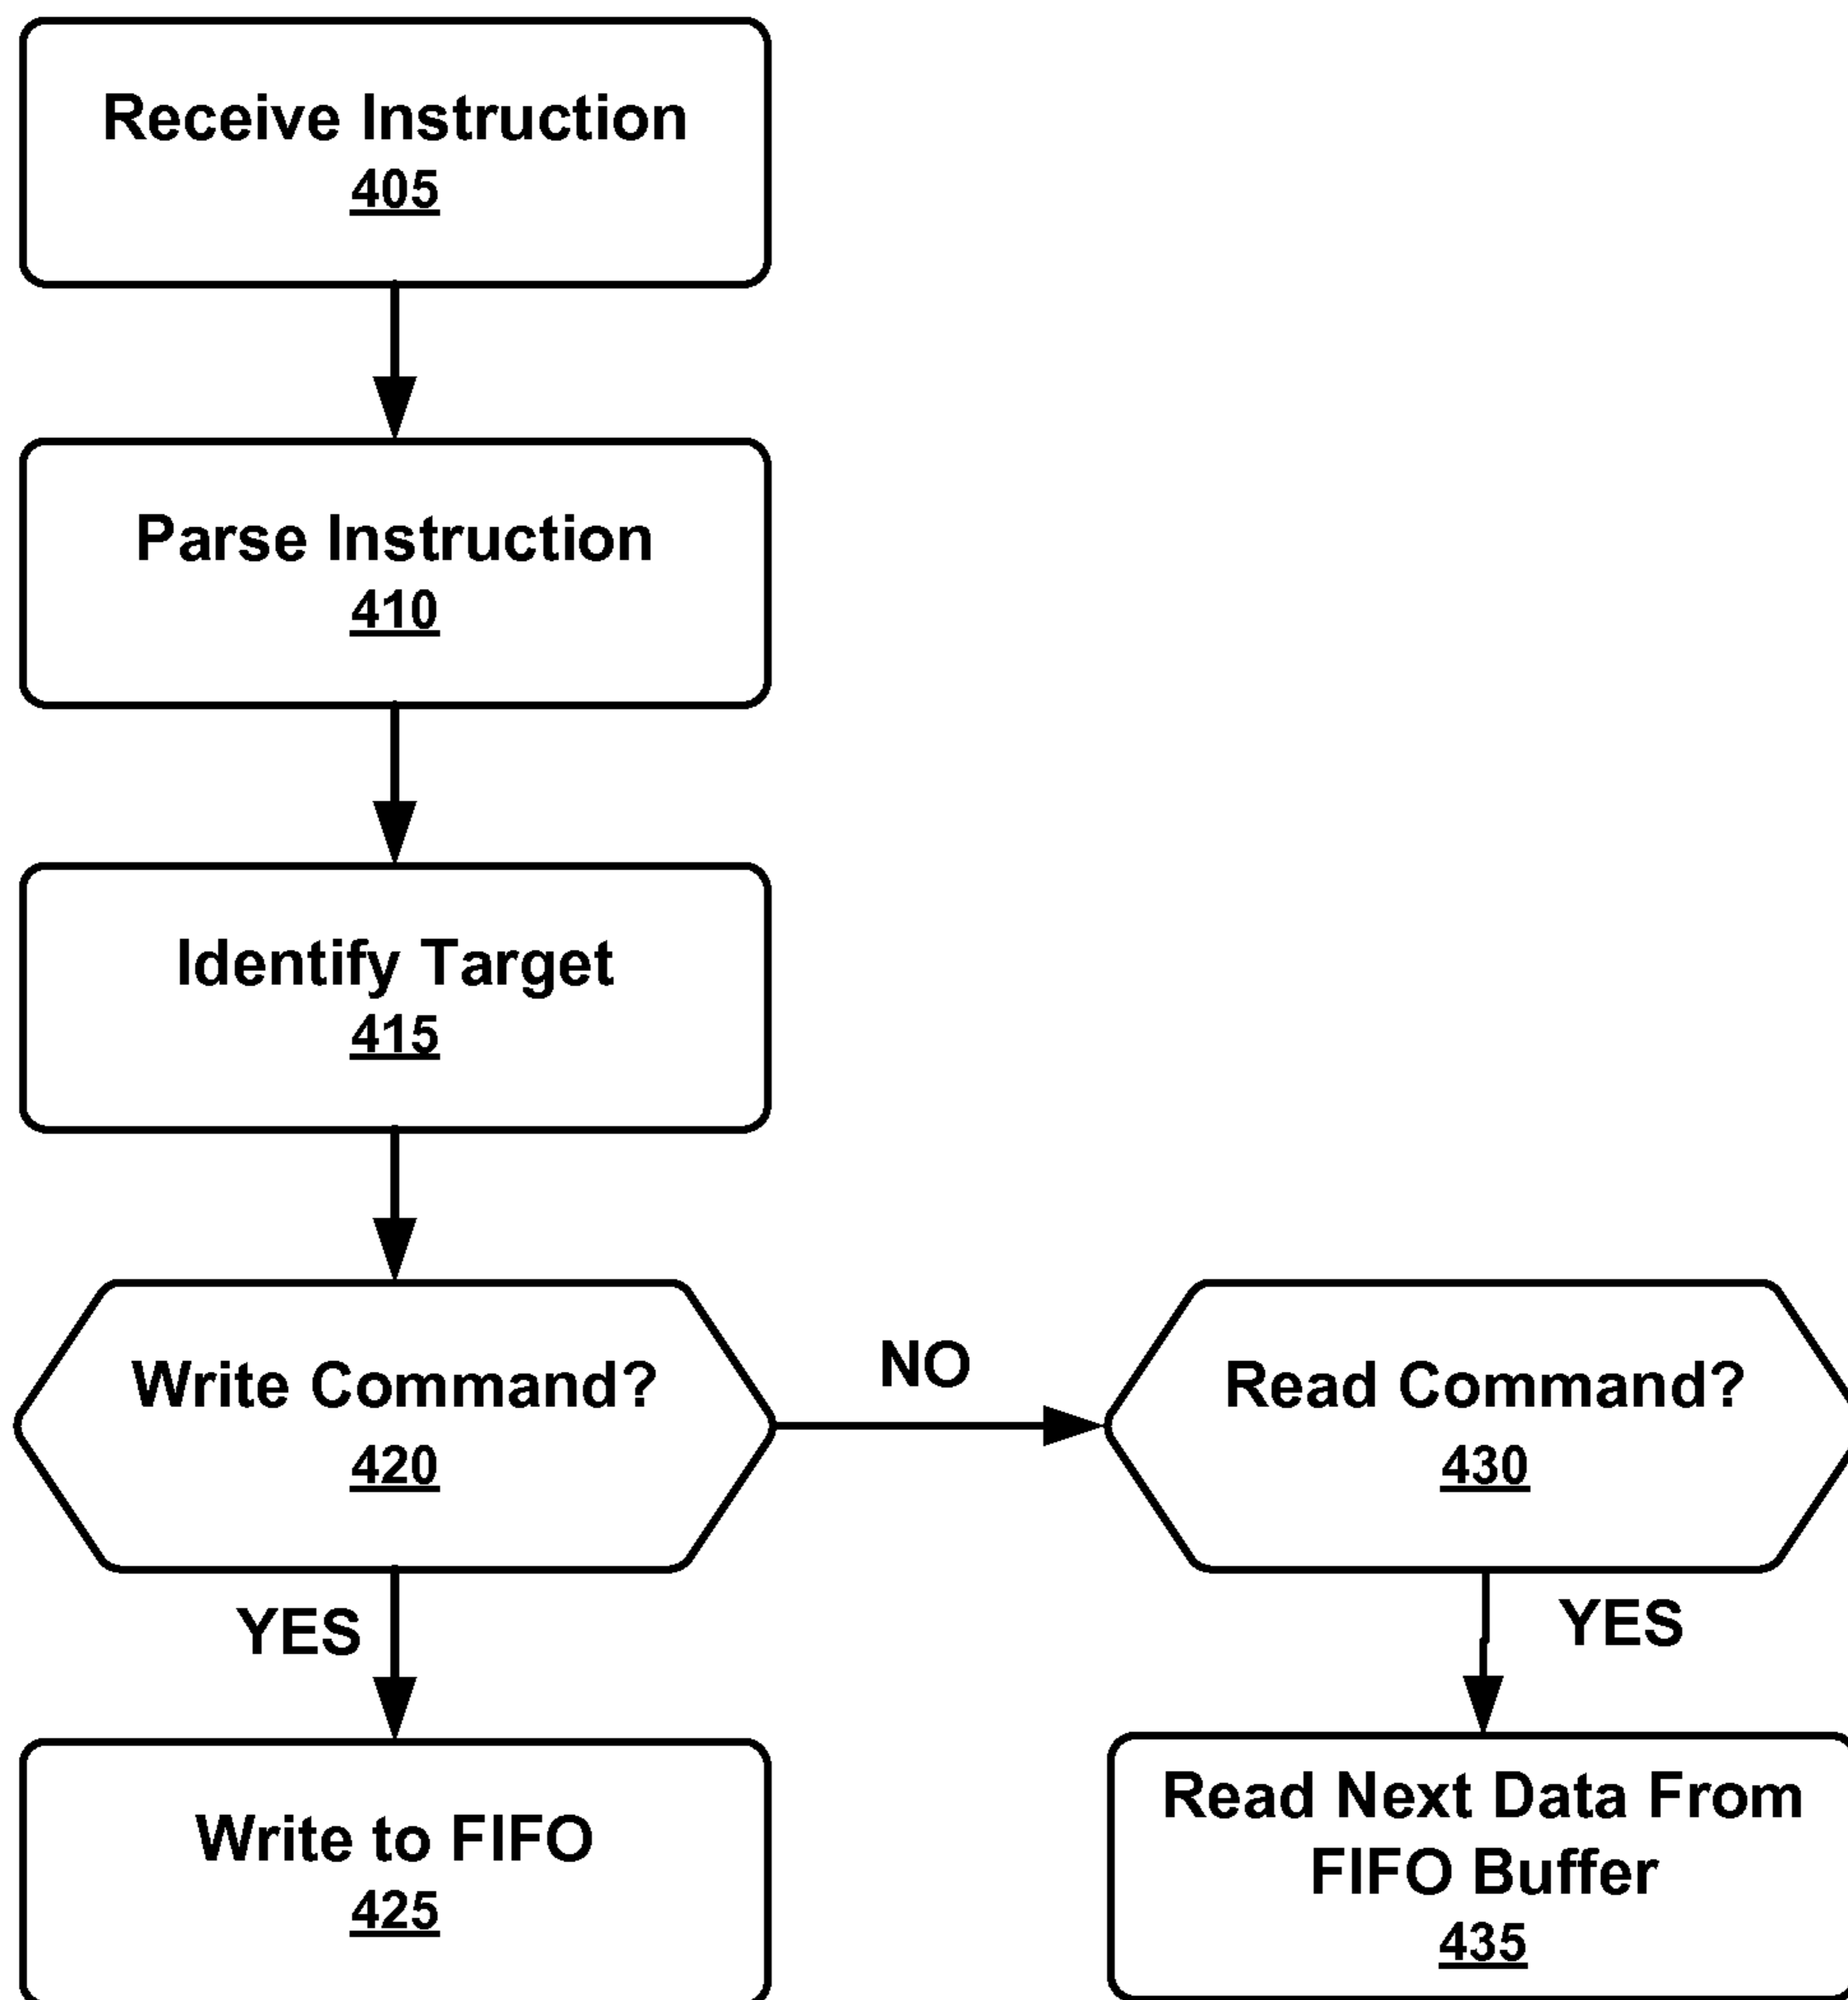 Receive Instruction
405
Parse Instruction
410
Identify Target
415
Write Command?
420
NO
Read Command?
430
YES
YES
Write to FIFO
425
Read Next Data From
FIFO Buffer
435